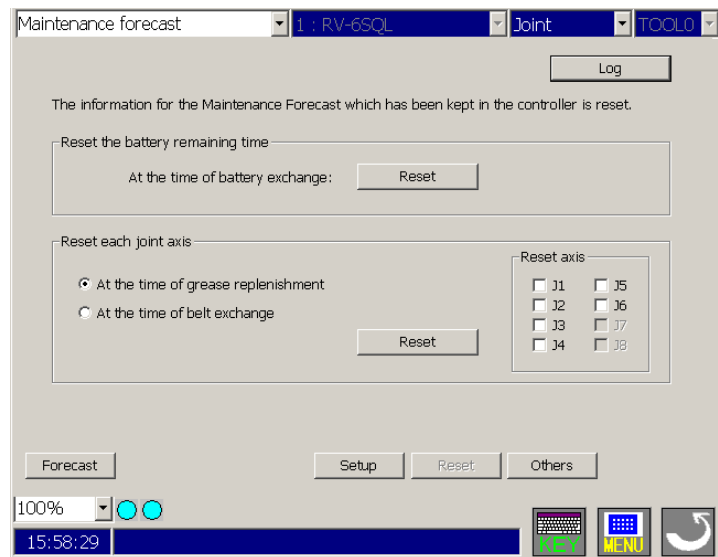 Maintenance forecast 1 : RV-6SQL Joint TOOL0
Log
The information for the Maintenance Forecast which has been kept in the controller is reset.
Reset the battery remaining time
At the time of battery exchange: Reset
Reset each joint axis
Reset axis
At the time of grease replenishment
J1 J5
J2 J6
At the time of belt exchange
J3 J7
Reset
J4 J8
Forecast Setup Reset Others
100%
15:58:29
KEY MENU